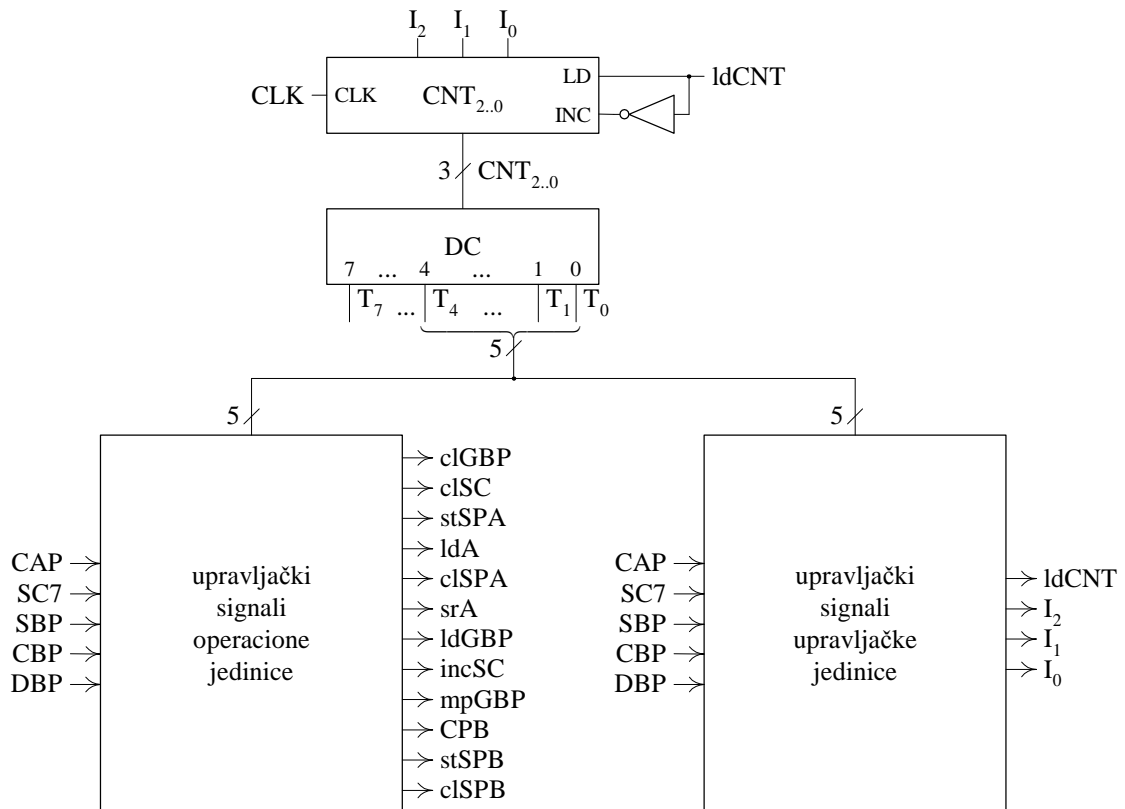 I₂ I₁ I₀
CLK CLK CNT₂..₀ LD ldCNT
INC
3 CNT₂..₀
DC
7 ... 4 ... 1 0
T₇ ... T₄ ... T₁ T₀
5
5 5
clGBP
clSC
stSPA
ldA
clSPA
srA
ldGBP
incSC
mpGBP
CPB
stSPB
clSPB
CAP
SC7
SBP
CBP
DBP
upravljački
signali
operacione
jedinice
CAP
SC7
SBP
CBP
DBP
upravljački
signali
upravljačke
jedinice
ldCNT
I₂
I₁
I₀